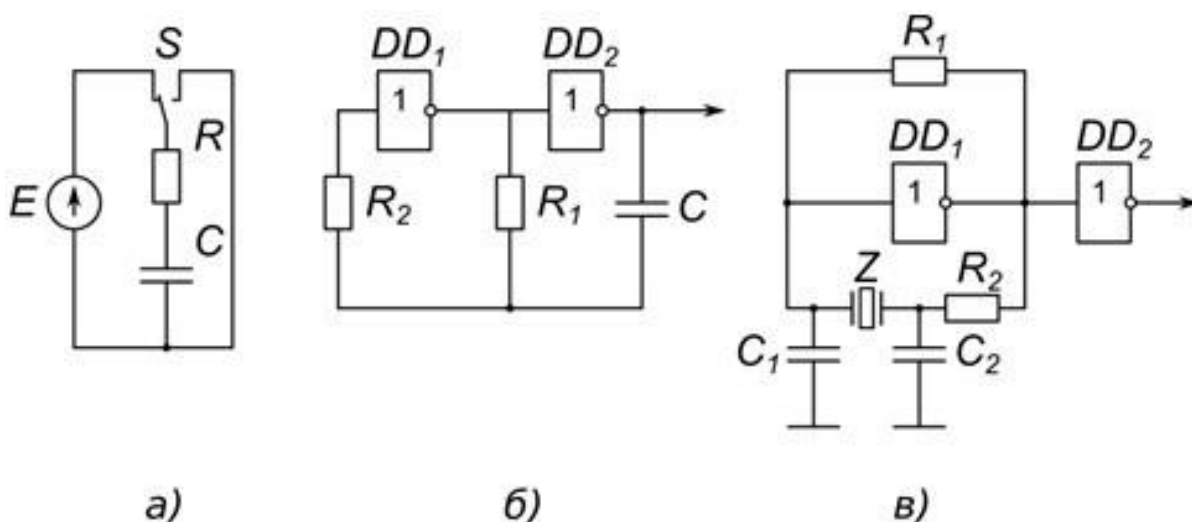 S
R
E
C
DD₁
DD₂
1
1
R₂
R₁
C
R₁
DD₁
DD₂
1
1
Z
R₂
C₁
C₂
а)
б)
в)